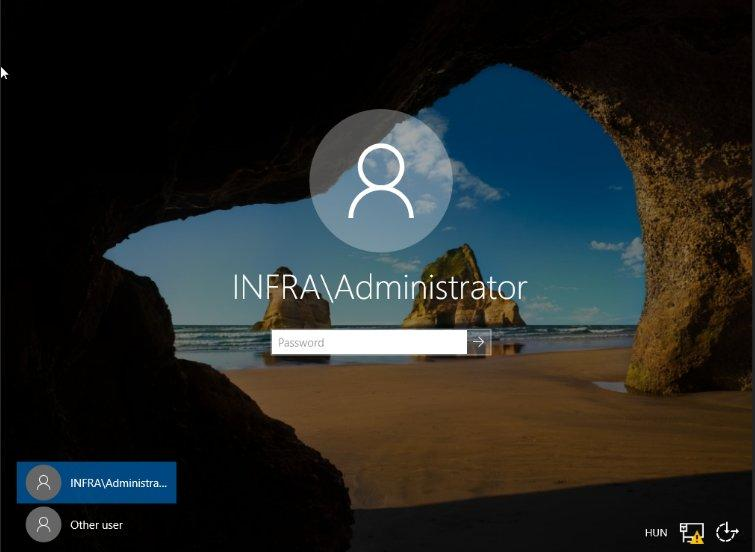 INFRA\Administrator
Password
INFRA\Administra...
Other user
HUN